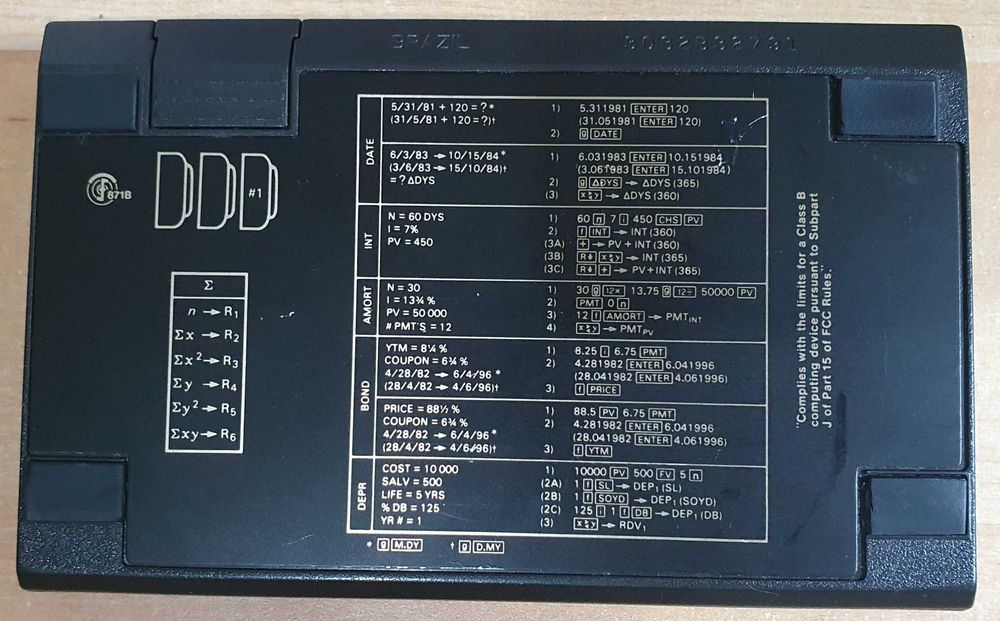 BRAZIL
3032B38731
871B
#1
Σ
n → R1
Σx → R2
Σx² → R3
Σy → R4
Σy² → R5
Σxy → R6
DATE
5/31/81 + 120 = ?* 1) 5.311981 ENTER 120
(31/5/81 + 120 = ?)† (31.051981 ENTER 120)
2) g DATE
6/3/83 → 10/15/84* 1) 6.031983 ENTER 10.151984
(3/6/83 → 15/10/84)† (3.061983 ENTER 15.101984)
= ? ΔDYS 2) g ΔDYS → ΔDYS (365)
(3) x≷y → ΔDYS (360)
INT
N = 60 DYS 1) 60 n 7 i 450 CHS PV
I = 7% 2) f INT → INT (360)
PV = 450 (3A) + → PV + INT (360)
(3B) R↓ x≷y → INT (365)
(3C) R↓ + → PV + INT (365)
AMORT
N = 30 1) 30 g 12× 13.75 g 12÷ 50000 PV
I = 13¾ % 2) PMT 0 n
PV = 50 000 3) 12 f AMORT → PMT INT
# PMT'S = 12 4) x≷y → PMT PV
BOND
YTM = 8¼ % 1) 8.25 i 6.75 PMT
COUPON = 6¾ % 2) 4.281982 ENTER 6.041996
4/28/82 → 6/4/96 * (28.041982 ENTER 4.061996)
(28/4/82 → 4/6/96)† 3) f PRICE
PRICE = 88½ % 1) 88.5 PV 6.75 PMT
COUPON = 6¾ % 2) 4.281982 ENTER 6.041996
4/28/82 → 6/4/96 * (28.041982 ENTER 4.061996)
(28/4/82 → 4/6/96)† 3) f YTM
DEPR
COST = 10 000 1) 10000 PV 500 FV 5 n
SALV = 500 (2A) 1 f SL → DEP1 (SL)
LIFE = 5 YRS (2B) 1 f SOYD → DEP1 (SOYD)
% DB = 125 (2C) 125 i 1 f DB → DEP1 (DB)
YR # = 1 (3) x≷y → RDV1
* g M.DY † g D.MY
"Complies with the limits for a Class B
computing device pursuant to Subpart
J of Part 15 of FCC Rules."